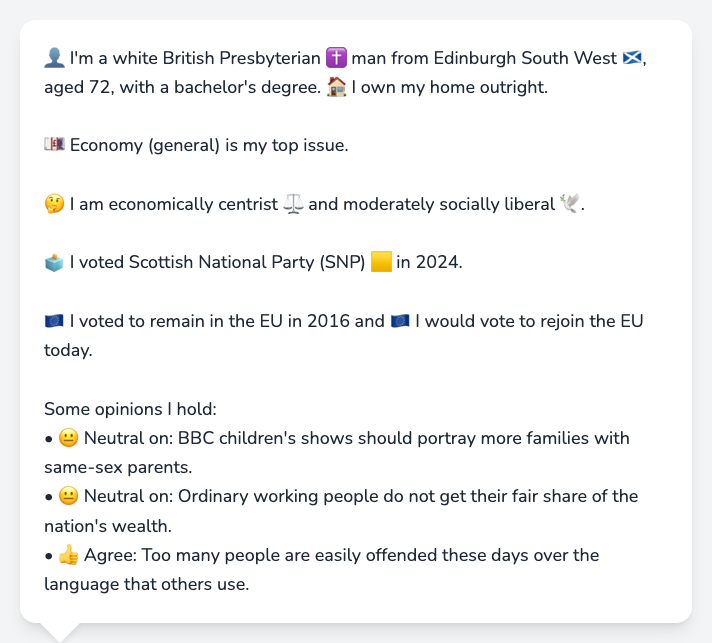 👤 I'm a white British Presbyterian ✝️ man from Edinburgh South West 🏴󠁧󠁢󠁳󠁣󠁴󠁿,
aged 72, with a bachelor's degree. 🏠 I own my home outright.
💷 Economy (general) is my top issue.
🤔 I am economically centrist ⚖️ and moderately socially liberal 🕊️.
🗳️ I voted Scottish National Party (SNP) 🟨 in 2024.
🇪🇺 I voted to remain in the EU in 2016 and 🇪🇺 I would vote to rejoin the EU
today.
Some opinions I hold:
• 😐 Neutral on: BBC children's shows should portray more families with
same-sex parents.
• 😐 Neutral on: Ordinary working people do not get their fair share of the
nation's wealth.
• 👍 Agree: Too many people are easily offended these days over the
language that others use.